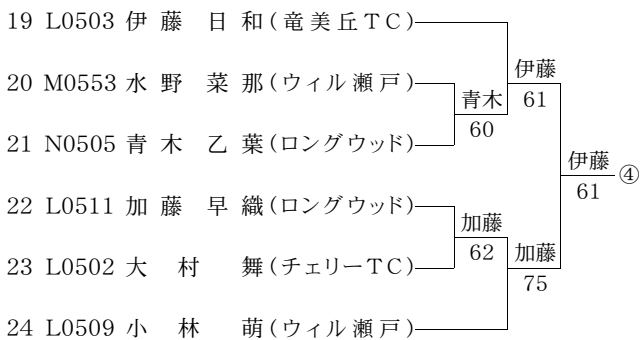 19 L0503 伊藤 日和(竜美丘TC)
伊藤
20 M0553 水野 菜那(ウィル瀬戸)
61
青木
60
21 N0505 青木 乙葉(ロングウッド)
伊藤
④
61
22 L0511 加藤 早織(ロングウッド)
加藤
62
加藤
23 L0502 大村 舞(チェリーTC)
75
24 L0509 小林 萌(ウィル瀬戸)